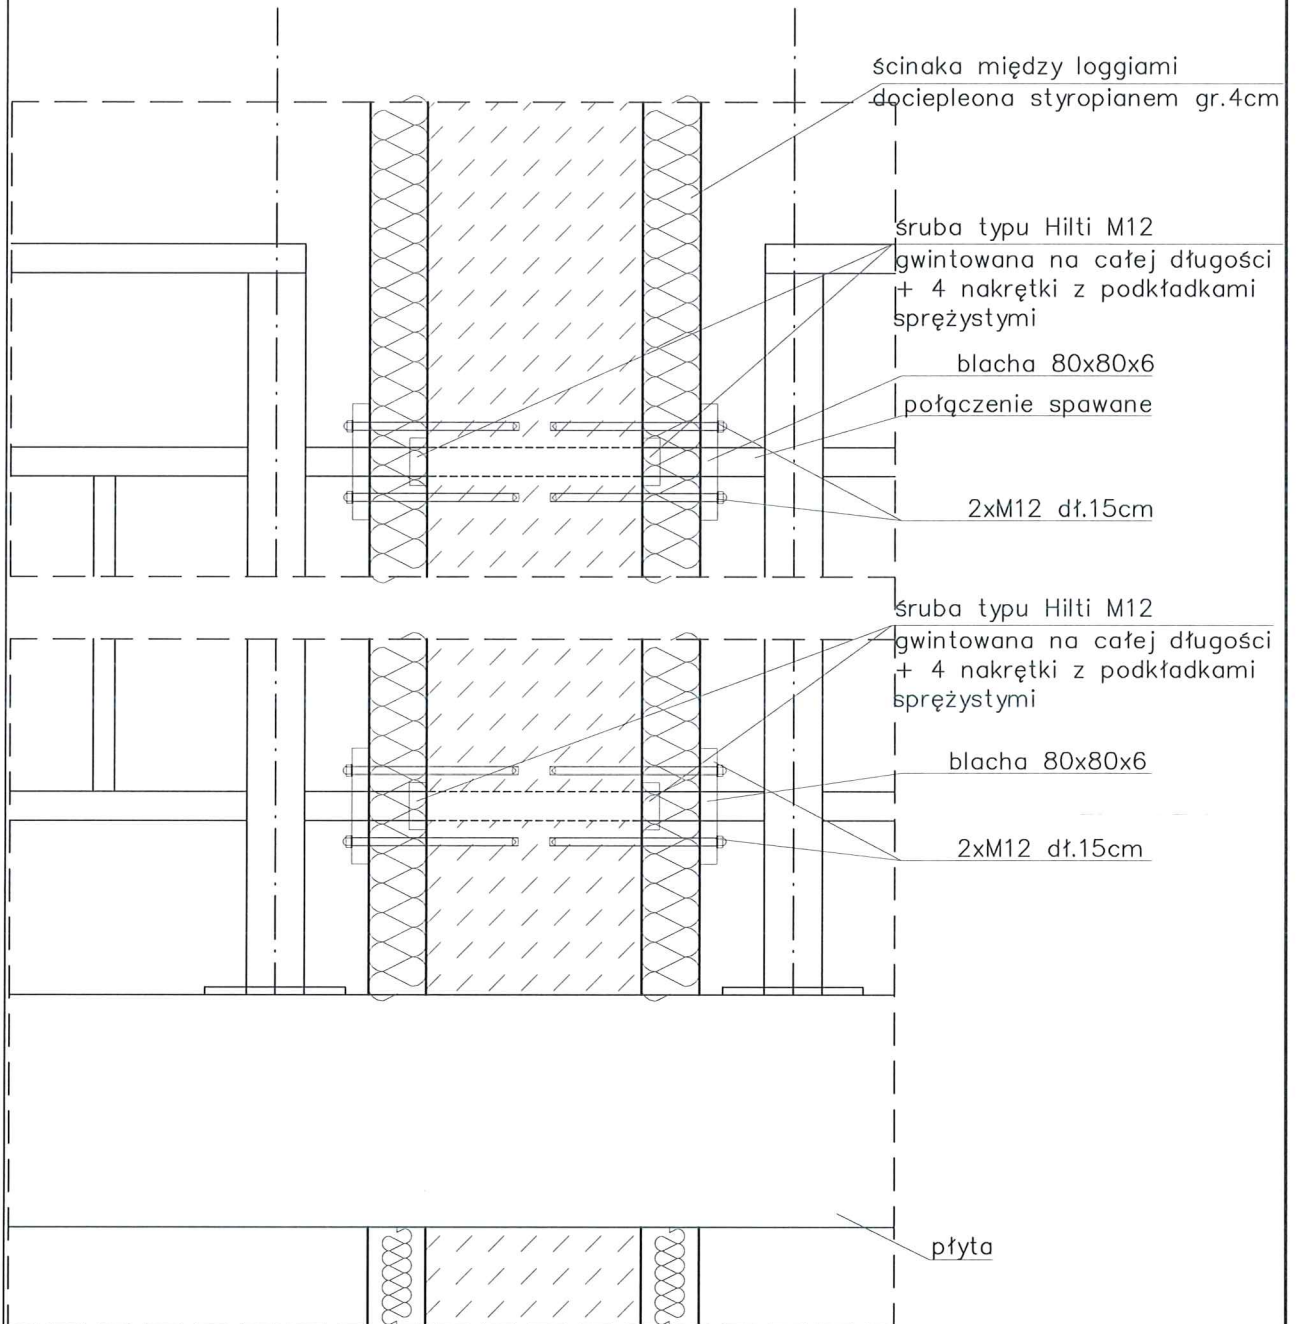 ścinaka między loggiami
dociepleona styropianem gr.4cm
śruba typu Hilti M12
gwintowana na całej długości
+ 4 nakrętki z podkładkami
sprężystymi
blacha 80x80x6
połączenie spawane
2xM12 dł.15cm
śruba typu Hilti M12
gwintowana na całej długości
+ 4 nakrętki z podkładkami
sprężystymi
blacha 80x80x6
2xM12 dł.15cm
płyta